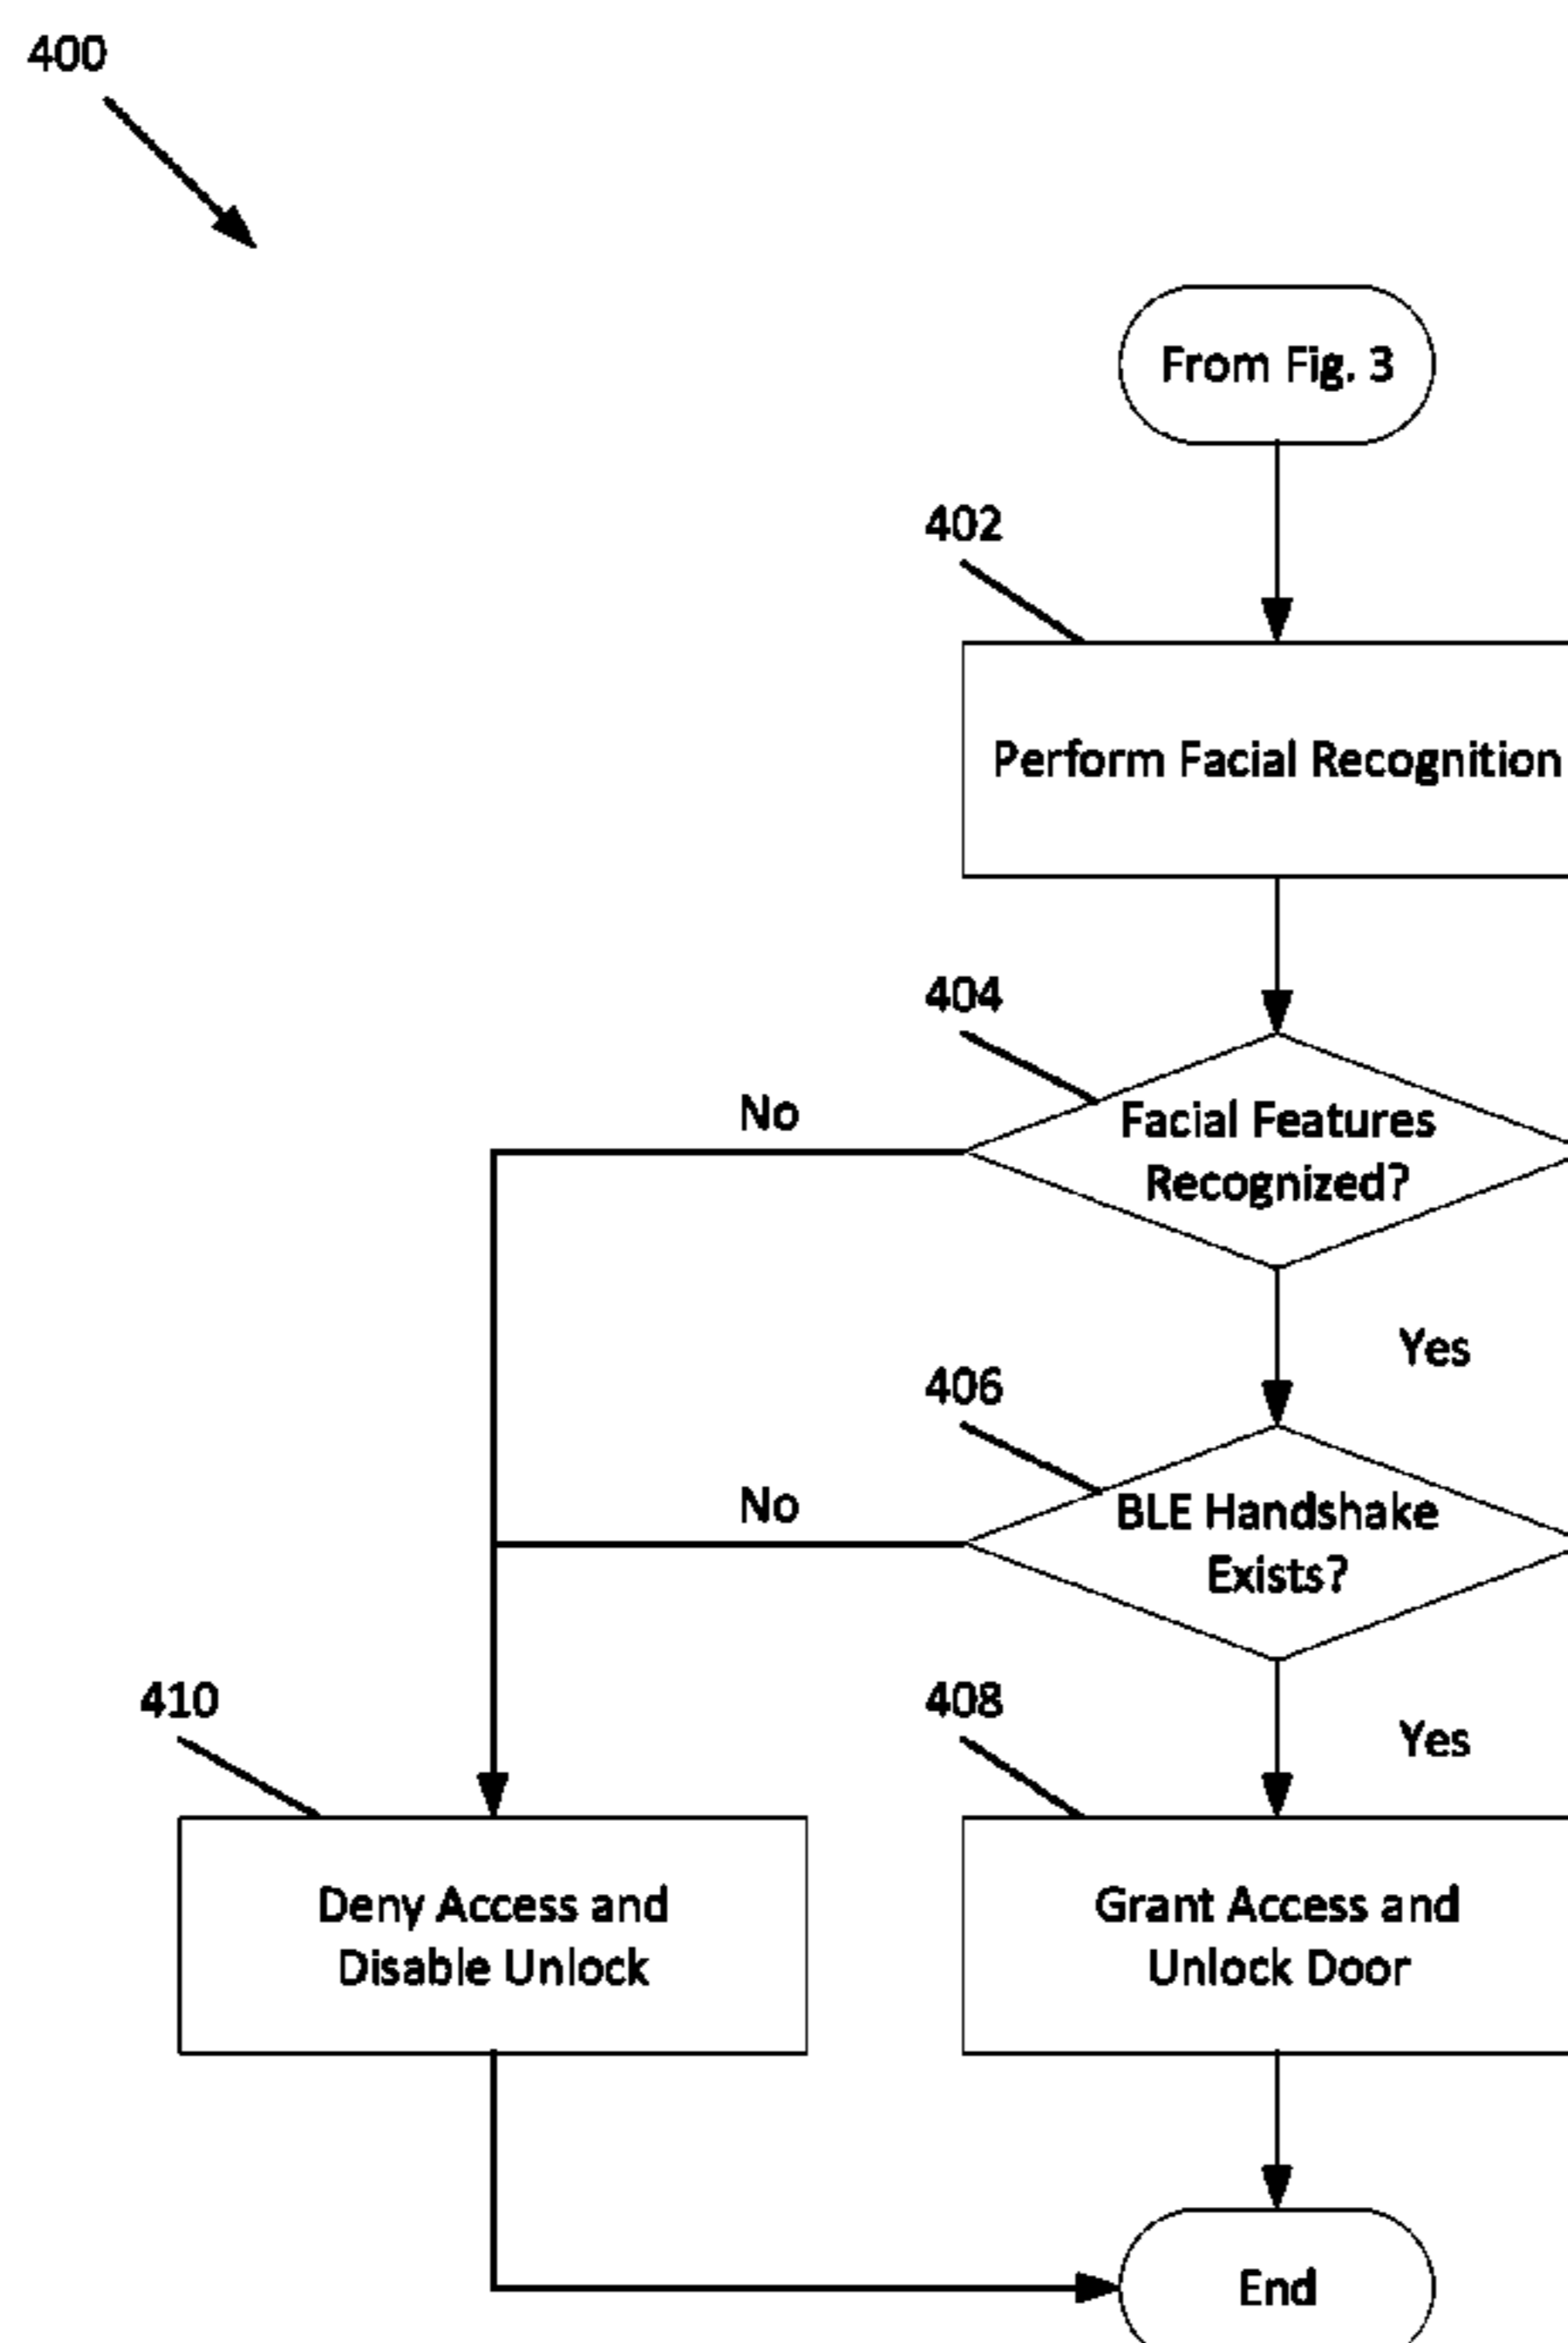 400
From Fig. 3
402
Perform Facial Recognition
404
No
Facial Features
Recognized?
Yes
406
No
BLE Handshake
Exists?
410
408
Yes
Deny Access and
Disable Unlock
Grant Access and
Unlock Door
End